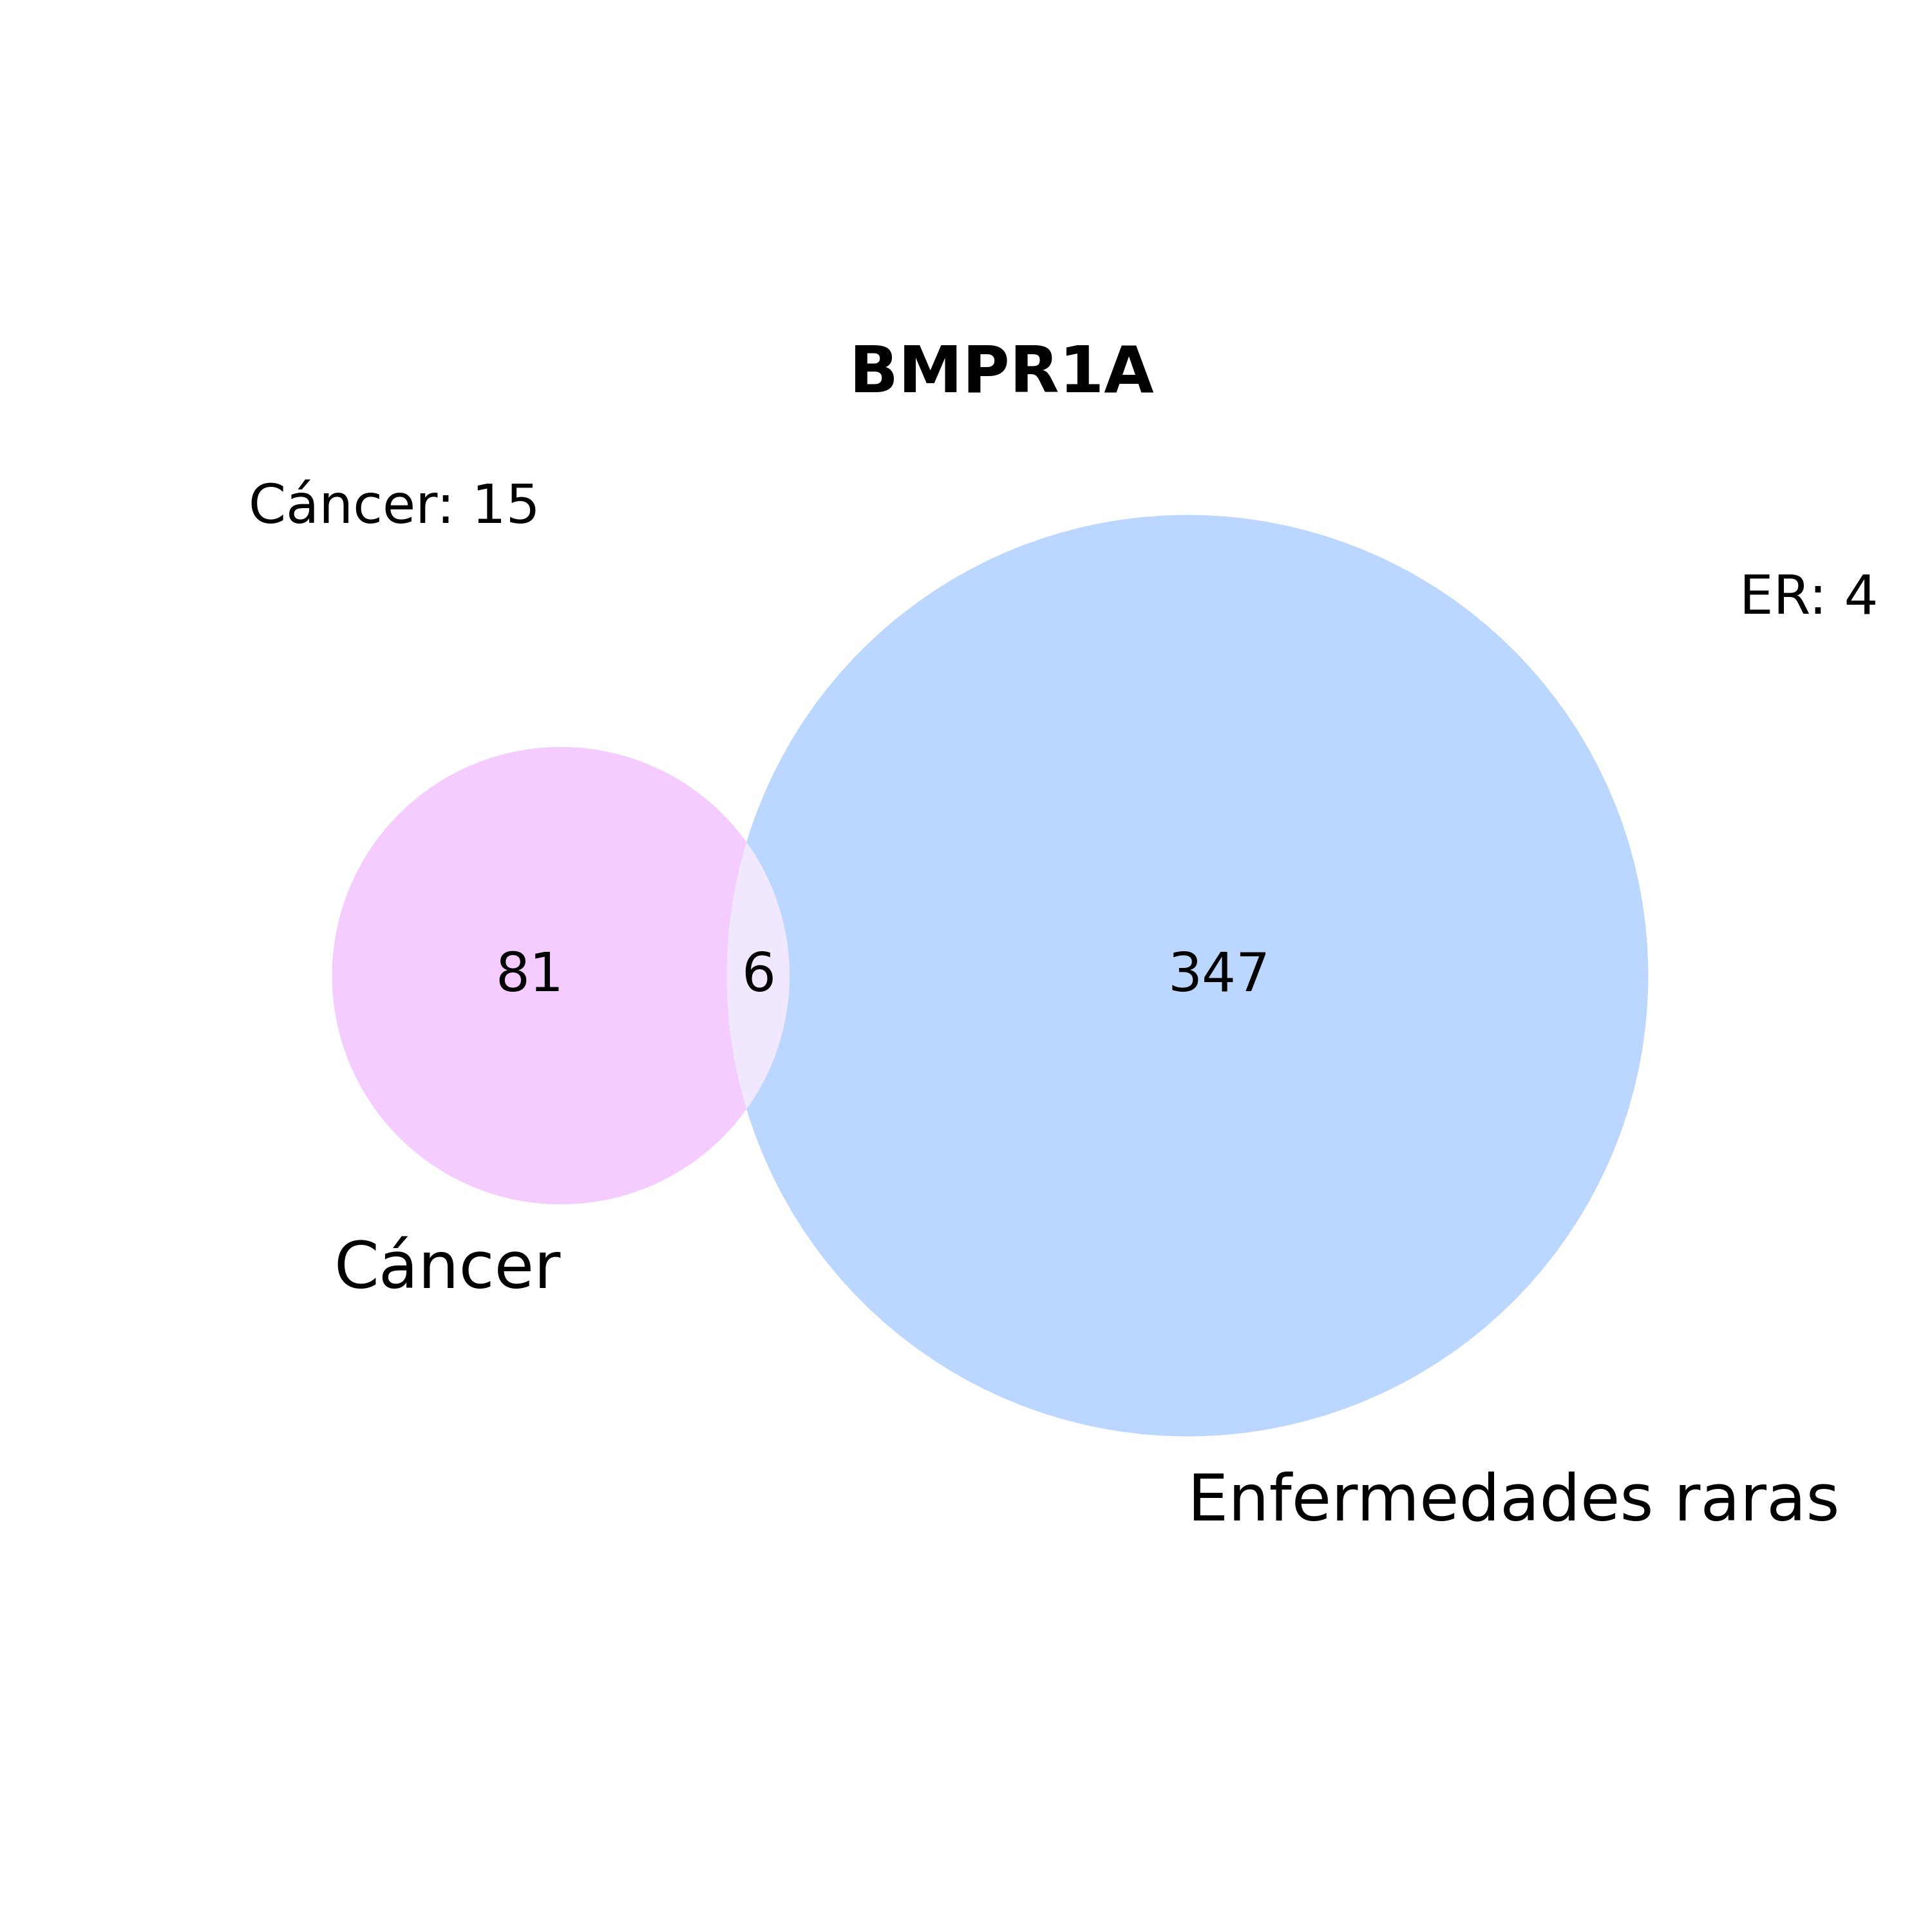 BMPR1A
Cáncer: 15
ER: 4
81
6
347
Cáncer
Enfermedades raras